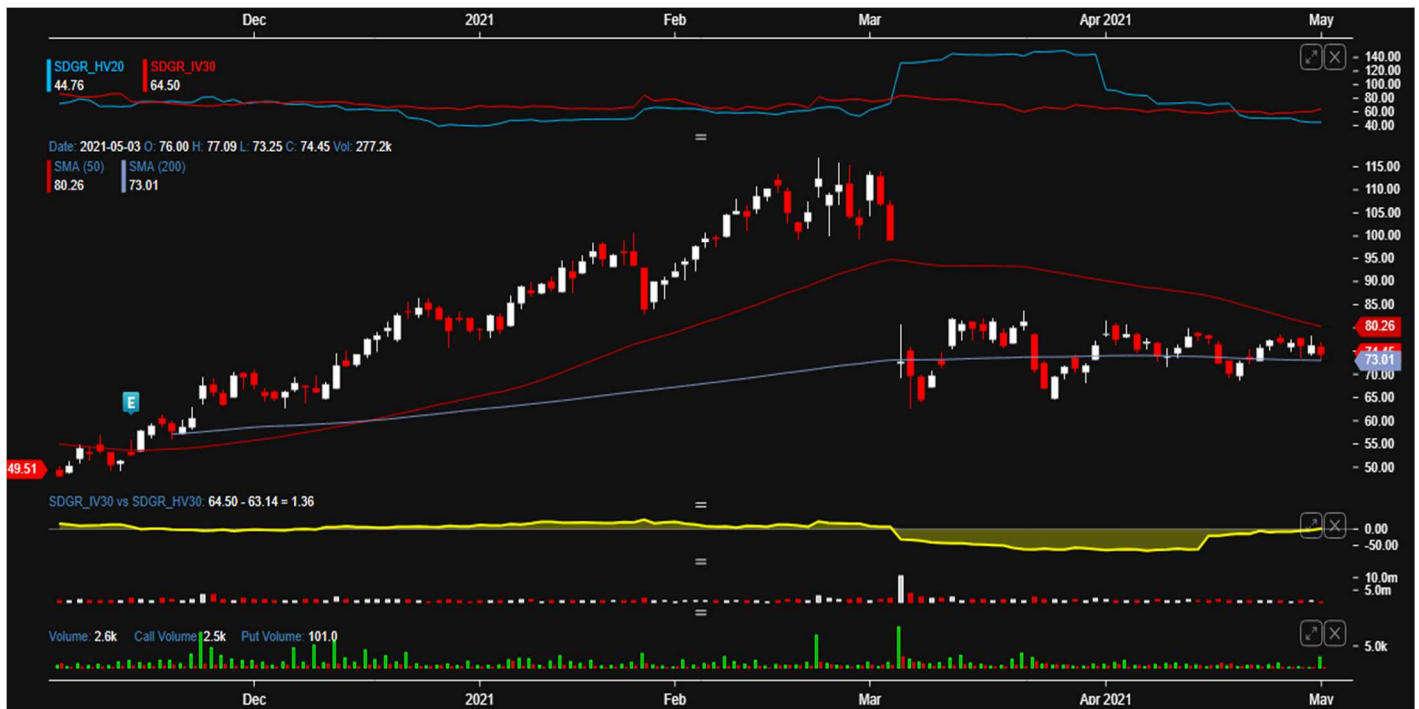 Dec 2021 Feb Mar Apr 2021 May
SDGR_HV20 SDGR_IV30
44.76 64.50
140.00
120.00
100.00
80.00
60.00
40.00
Date: 2021-05-03 O: 76.00 H: 77.09 L: 73.25 C: 74.45 Vol: 277.2k
SMA (50) SMA (200)
80.26 73.01
115.00
110.00
105.00
100.00
95.00
90.00
85.00
80.26
74.45
73.01
70.00
65.00
60.00
55.00
50.00
E
49.51
SDGR_IV30 vs SDGR_HV30: 64.50 - 63.14 = 1.36
0.00
-50.00
10.0m
5.0m
Volume: 2.6k Call Volume: 2.5k Put Volume: 101.0
5.0k
Dec 2021 Feb Mar Apr 2021 May